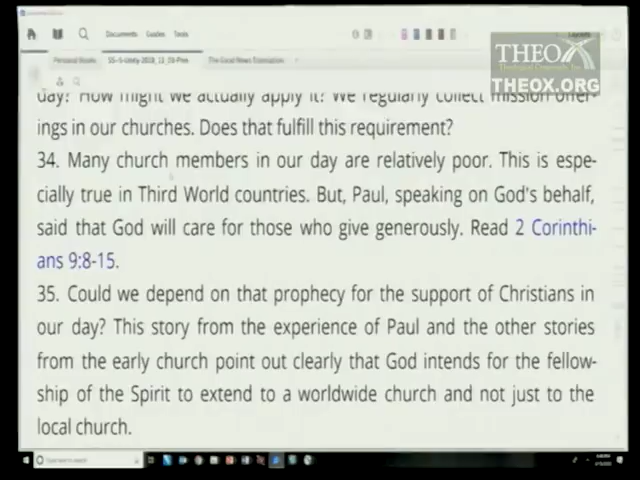 Documents Guides Tools
Layouts
THEOX
THEOX.ORG
Personal Books
The Good News Expectation
day? How might we actually apply it? We regularly collect mission offer-
ings in our churches. Does that fulfill this requirement?
34. Many church members in our day are relatively poor. This is espe-
cially true in Third World countries. But, Paul, speaking on God's behalf,
said that God will care for those who give generously. Read 2 Corinthi-
ans 9:8-15.
35. Could we depend on that prophecy for the support of Christians in
our day? This story from the experience of Paul and the other stories
from the early church point out clearly that God intends for the fellow-
ship of the Spirit to extend to a worldwide church and not just to the
local church.